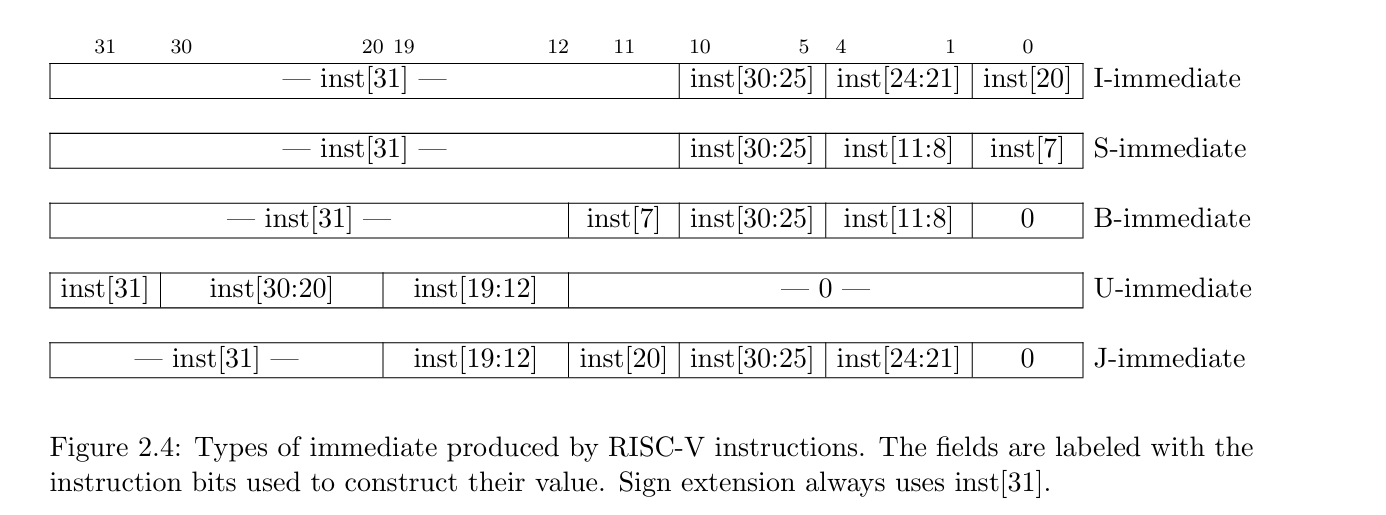 31 30 20 19 12 11 10 5 4 1 0
— inst[31] — inst[30:25] inst[24:21] inst[20] I-immediate
— inst[31] — inst[30:25] inst[11:8] inst[7] S-immediate
— inst[31] — inst[7] inst[30:25] inst[11:8] 0 B-immediate
inst[31] inst[30:20] inst[19:12] — 0 — U-immediate
— inst[31] — inst[19:12] inst[20] inst[30:25] inst[24:21] 0 J-immediate
Figure 2.4: Types of immediate produced by RISC-V instructions. The fields are labeled with the
instruction bits used to construct their value. Sign extension always uses inst[31].